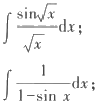 ∫ sin√x / √x dx;
∫ 1 / (1−sin x) dx;